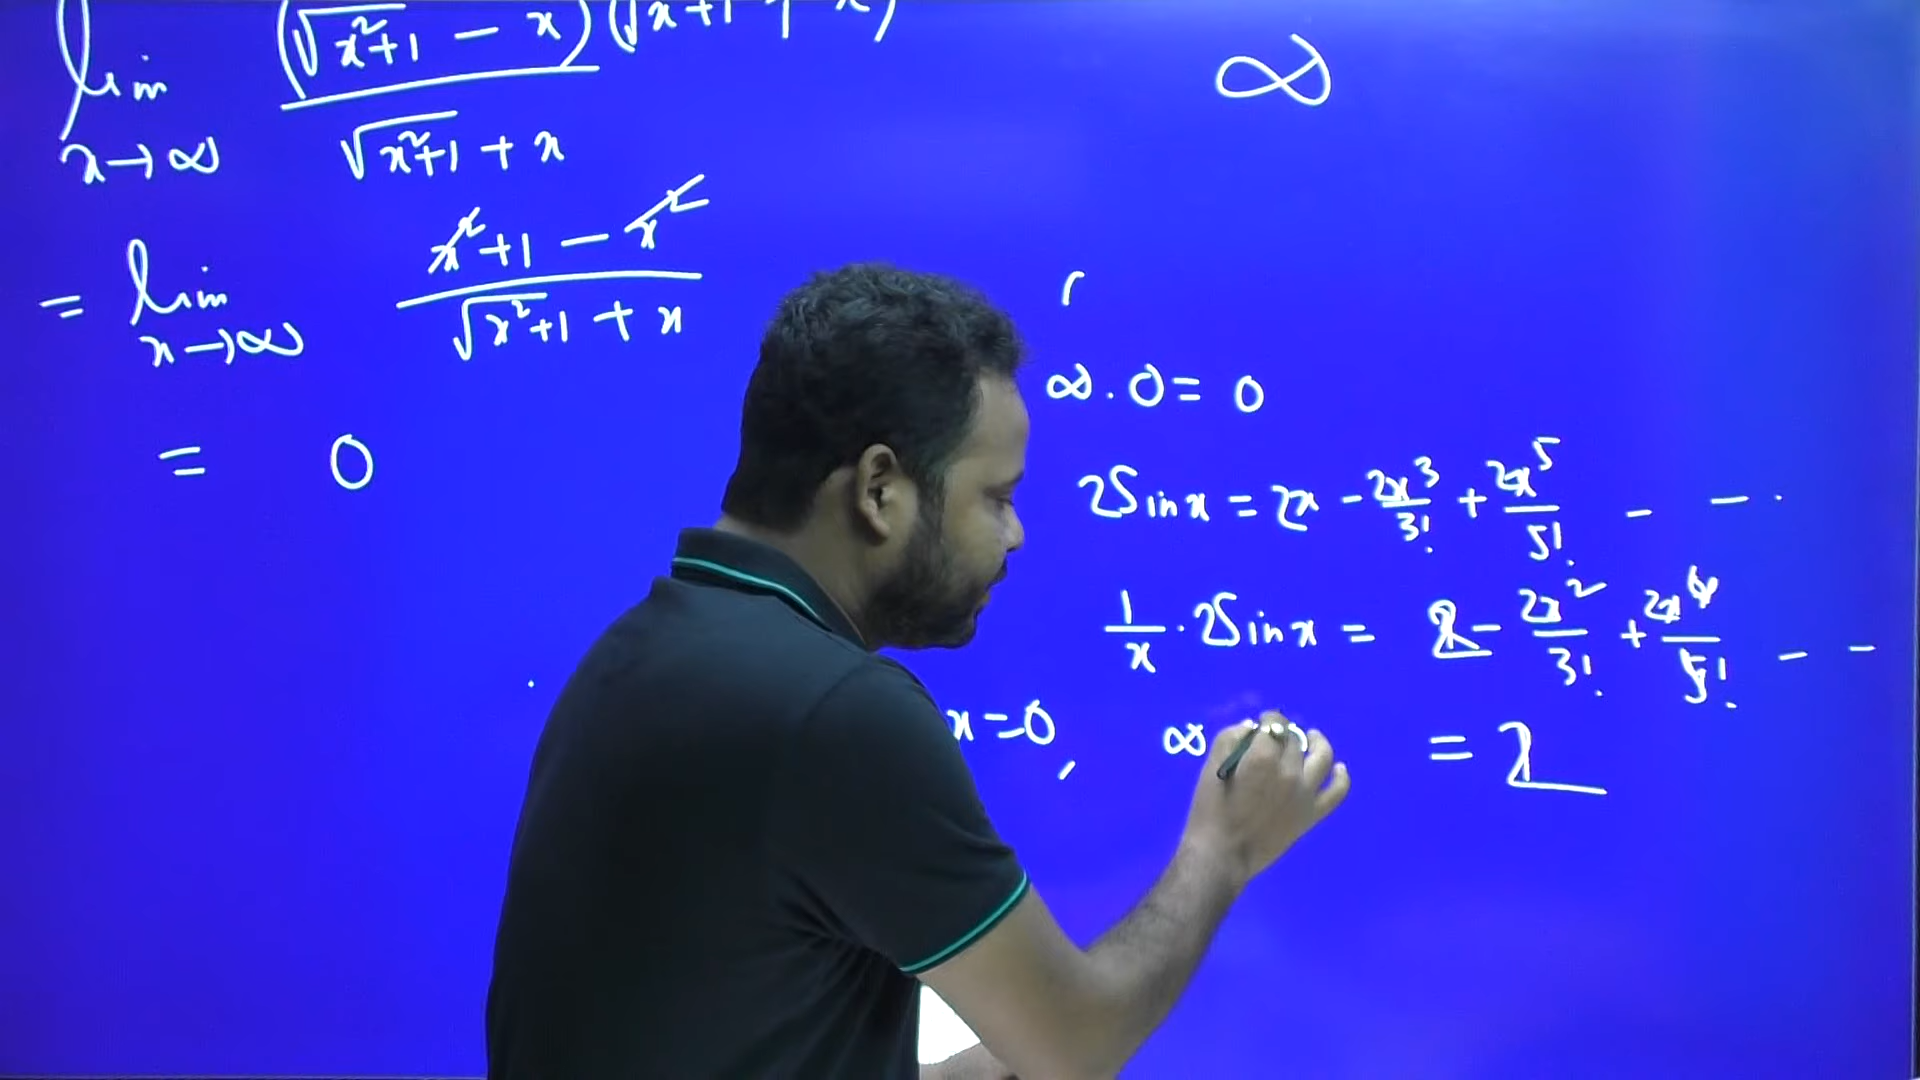 lim x→∞ (√x²+1 − x)(√x+1 + x)
√x²+1 + x
= lim x→∞ x²+1 − x² / √x²+1 + x
= 0
∞
∞ . 0 = 0
2Sinx = 2x − 2x³/3! + 2x⁵/5! − − .
1/x . 2Sinx = 2 − 2x²/3! + 2x⁴/5! − −
x=0, ∞ = 2